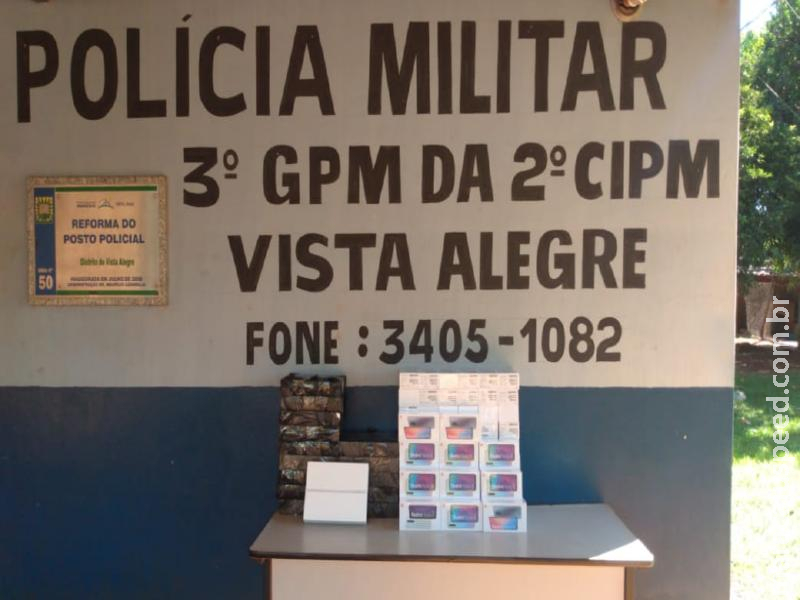 POLÍCIA MILITAR
3º GPM DA 2º CIPM
VISTA ALEGRE
FONE : 3405-1082
REFORMA DO
POSTO POLICIAL
Distrito de Vista Alegre
50
peed.com.br